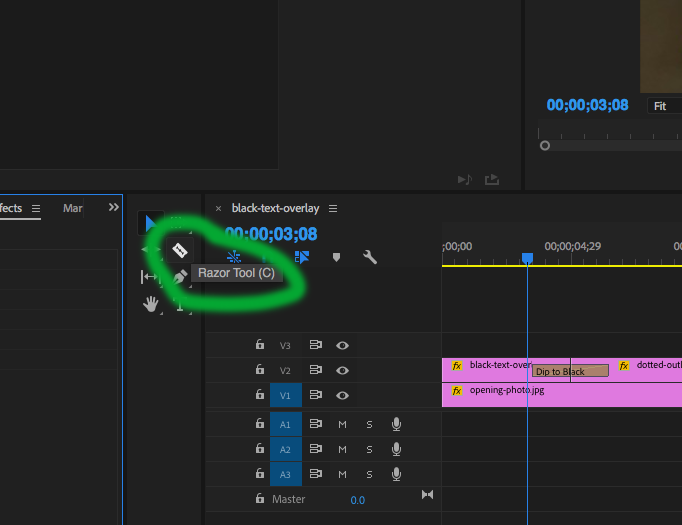 00;00;03;08
Fit
fects
Mar
black-text-overlay
00;00;03;08
Razor Tool (C)
;00;00
00;00;04;29
00
V3
V2
fx
black-text-over
Dip to Black
fx
dotted-outl
V1
fx
opening-photo.jpg
A1
M
S
A2
M
S
A3
M
S
Master
0.0